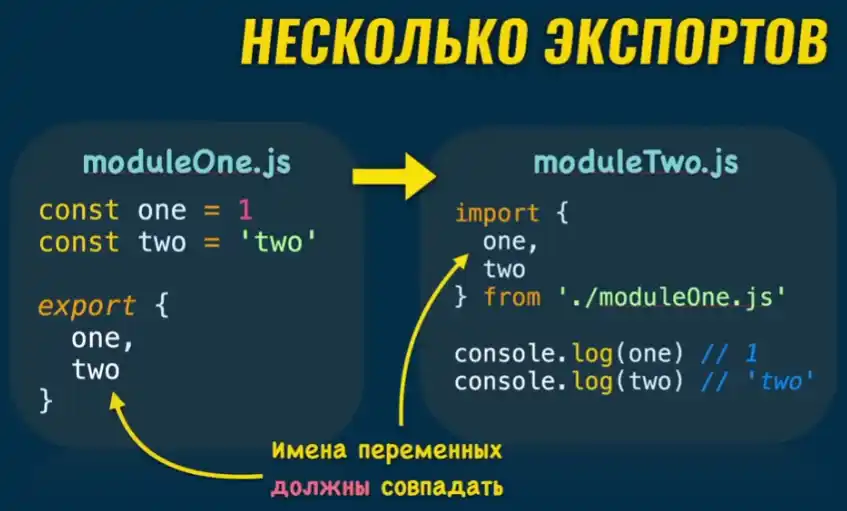 НЕСКОЛЬКО ЭКСПОРТОВ
moduleOne.js
const one = 1
const two = 'two'
export {
one,
two
}
moduleTwo.js
import {
one,
two
} from './moduleOne.js'
console.log(one) // 1
console.log(two) // 'two'
Имена переменных
должны совпадать